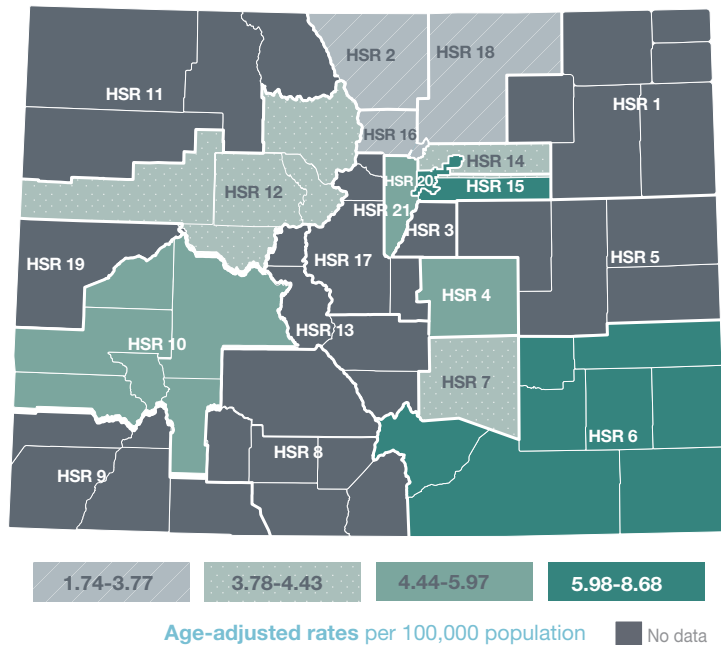 HSR 2
HSR 18
HSR 11
HSR 1
HSR 16
HSR 14
HSR 12
HSR 20
HSR 15
HSR 21
HSR 3
HSR 19
HSR 17
HSR 5
HSR 4
HSR 13
HSR 10
HSR 7
HSR 6
HSR 8
HSR 9
1.74-3.77
3.78-4.43
4.44-5.97
5.98-8.68
Age-adjusted rates per 100,000 population
No data